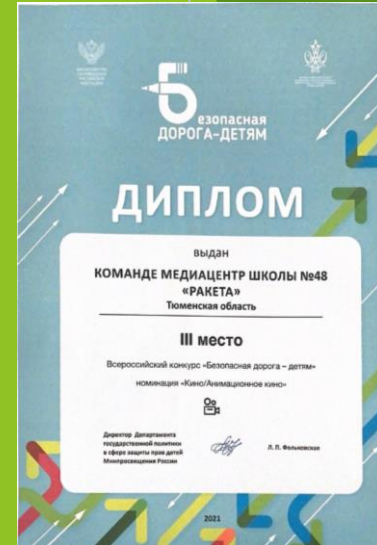 Безопасная
ДОРОГА–ДЕТЯМ
ДИПЛОМ
выдан
КОМАНДЕ МЕДИАЦЕНТР ШКОЛЫ №48
«РАКЕТА»
Тюменская область
III место
Всероссийский конкурс «Безопасная дорога – детям»
номинация «Кино/Анимационное кино»
Директор Департамента
государственной политики
в сфере защиты прав детей
Минпросвещения России
Л. П. Фальковская
2021